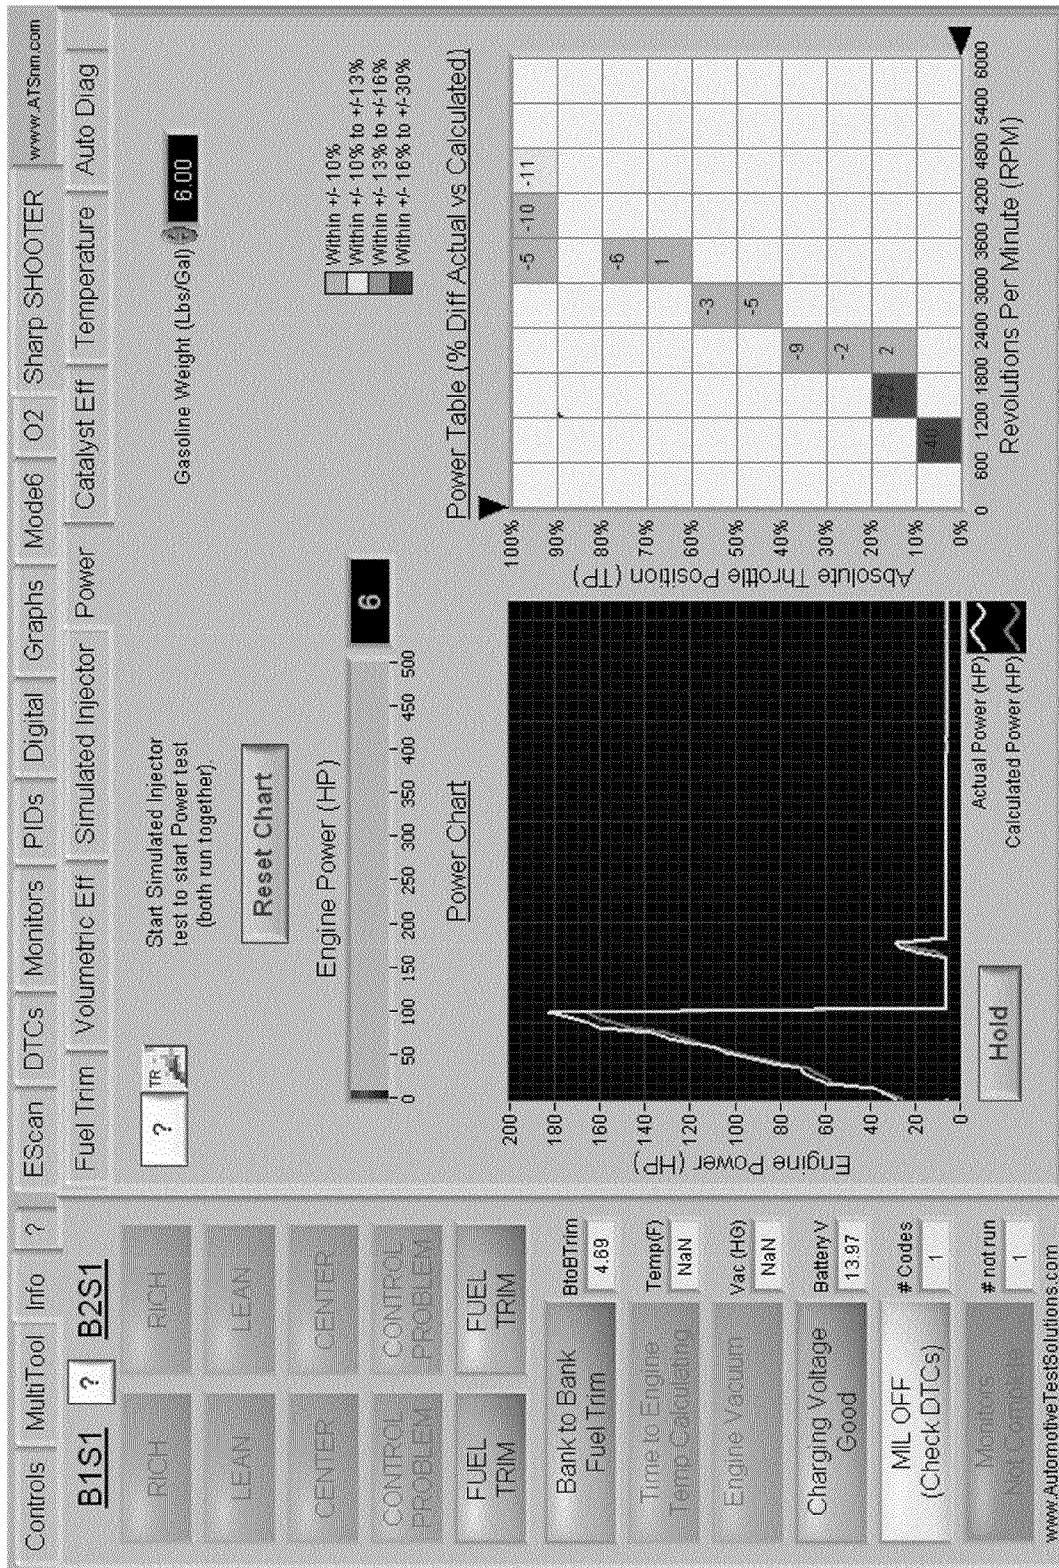 Controls MultiTool Info ? EScan DTCs Monitors PIDs Digital Graphs Mode6 O2 Sharp SHOOTER www.ATSnm.com
Fuel Trim Volumetric Eff Simulated Injector Power Catalyst Eff Temperature Auto Diag
B1S1 ? B2S1
RICH RICH
LEAN LEAN
CENTER CENTER
CONTROL CONTROL
PROBLEM PROBLEM
FUEL FUEL
TRIM TRIM
Bank to Bank
Fuel Trim
BtoBTrim
4.69
Time to Engine
Temp Calculating
Temp(F)
NaN
Engine Vacuum
Vac (HG)
NaN
Charging Voltage
Good
Battery V
13.97
MIL OFF
(Check DTCs)
# Codes
1
Monitors
Not Complete
# not run
1
www.AutomotiveTestSolutions.com
? TR
Start Simulated Injector
test to start Power test
(both run together)
Reset Chart
Gasoline Weight (Lbs/Gal) 6.00
Engine Power (HP)
6
0 50 100 150 200 250 300 350 400 450 500
Within +/- 10%
Within +/- 10% to +/-13%
Within +/- 13% to +/-16%
Within +/- 16% to +/-30%
Power Chart
Engine Power (HP)
200
180
160
140
120
100
80
60
40
20
0
Hold
Actual Power (HP)
Calculated Power (HP)
Power Table (% Diff Actual vs Calculated)
Absolute Throttle Position (TP)
100%
90%
80%
70%
60%
50%
40%
30%
20%
10%
0%
-5 -10 -11
-6
1
-3
-5
-9
-2
2
-40
0 600 1200 1800 2400 3000 3600 4200 4800 5400 6000
Revolutions Per Minute (RPM)